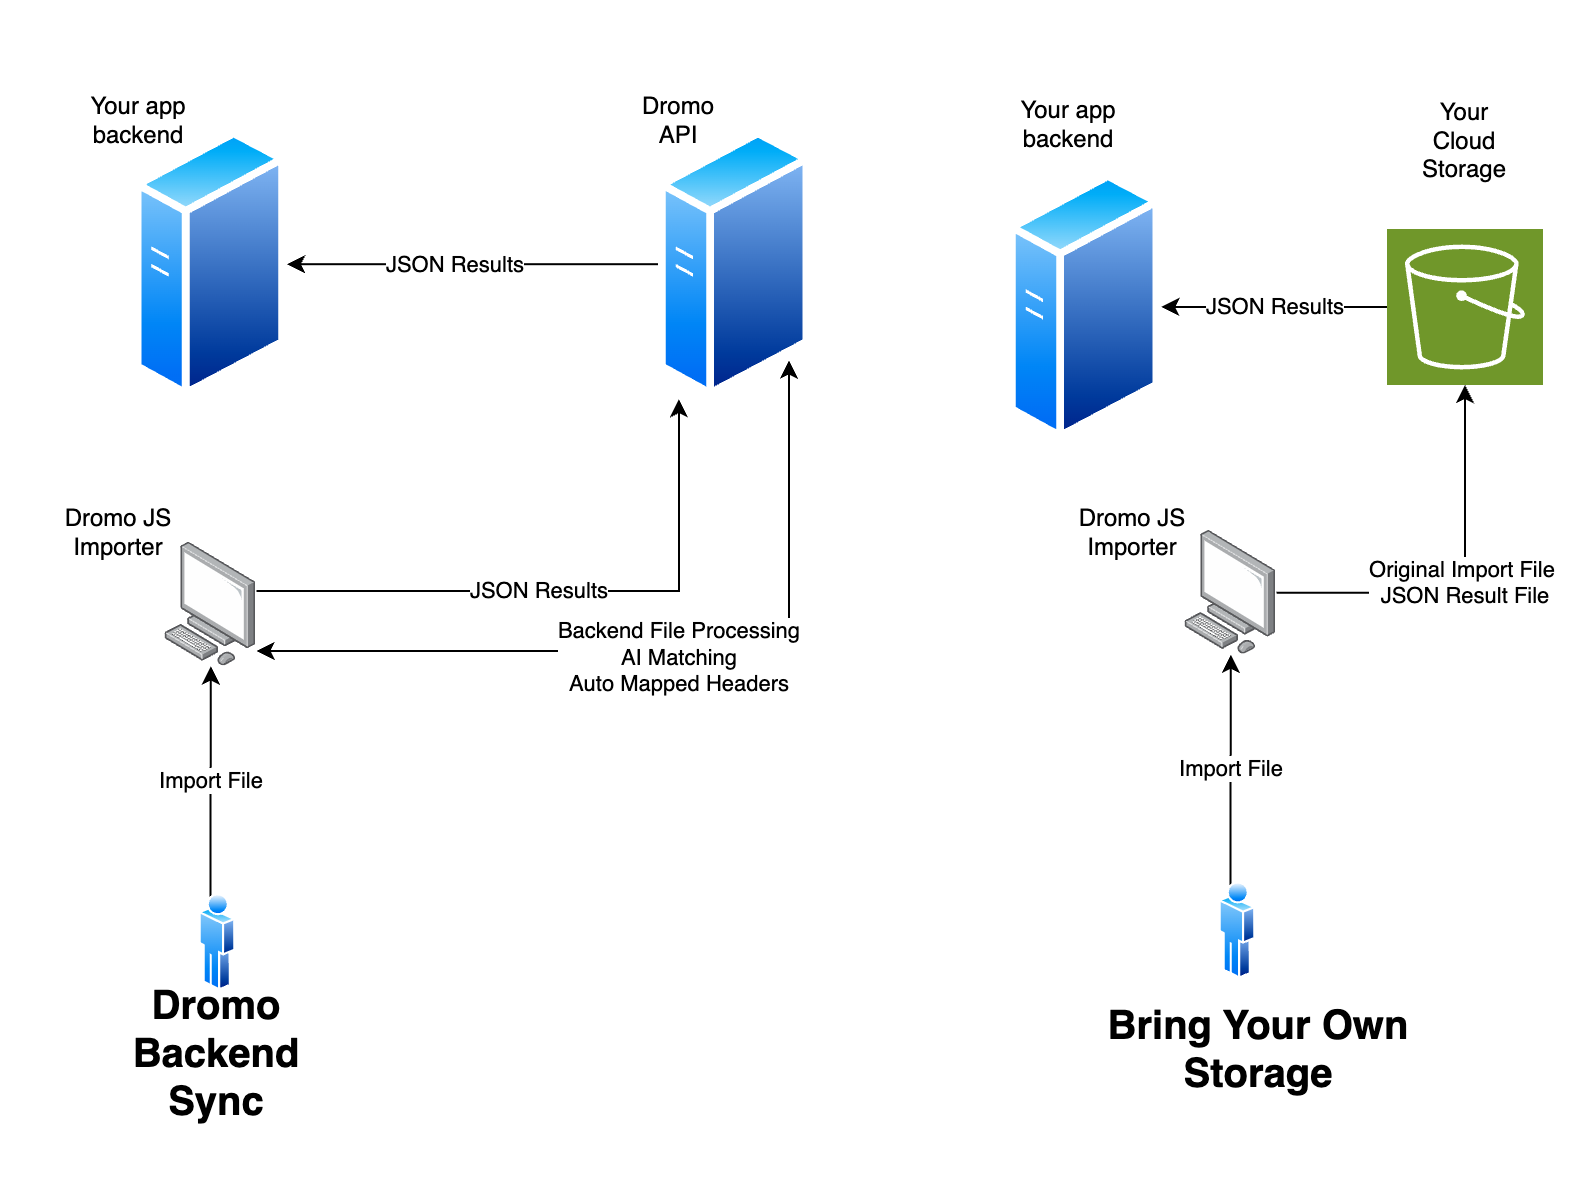 Your app
backend
Dromo
API
JSON Results
Dromo JS
Importer
JSON Results
Backend File Processing
AI Matching
Auto Mapped Headers
Import File
Dromo
Backend
Sync
Your app
backend
Your
Cloud
Storage
JSON Results
Dromo JS
Importer
Original Import File
JSON Result File
Import File
Bring Your Own
Storage